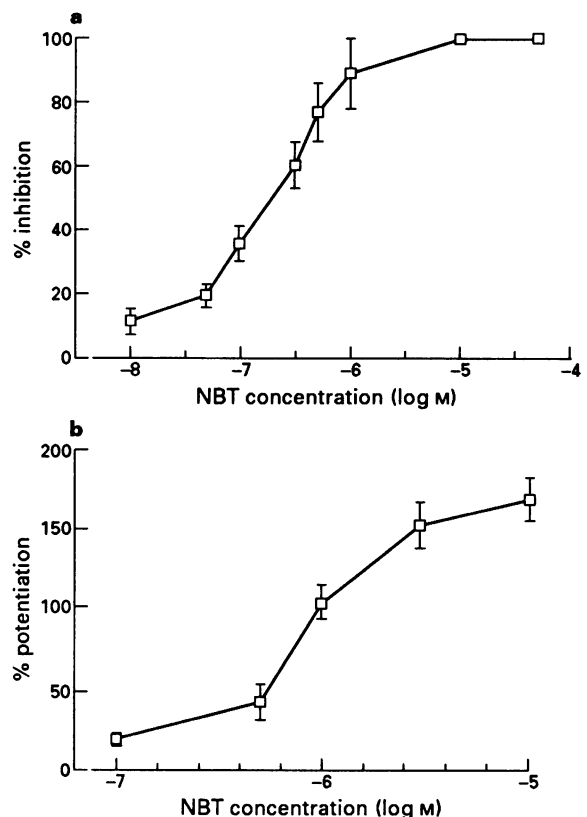 a
100
80
60
40
20
0
% inhibition
–8 –7 –6 –5 –4
NBT concentration (log M)
b
200
150
100
50
0
% potentiation
–7 –6 –5
NBT concentration (log M)